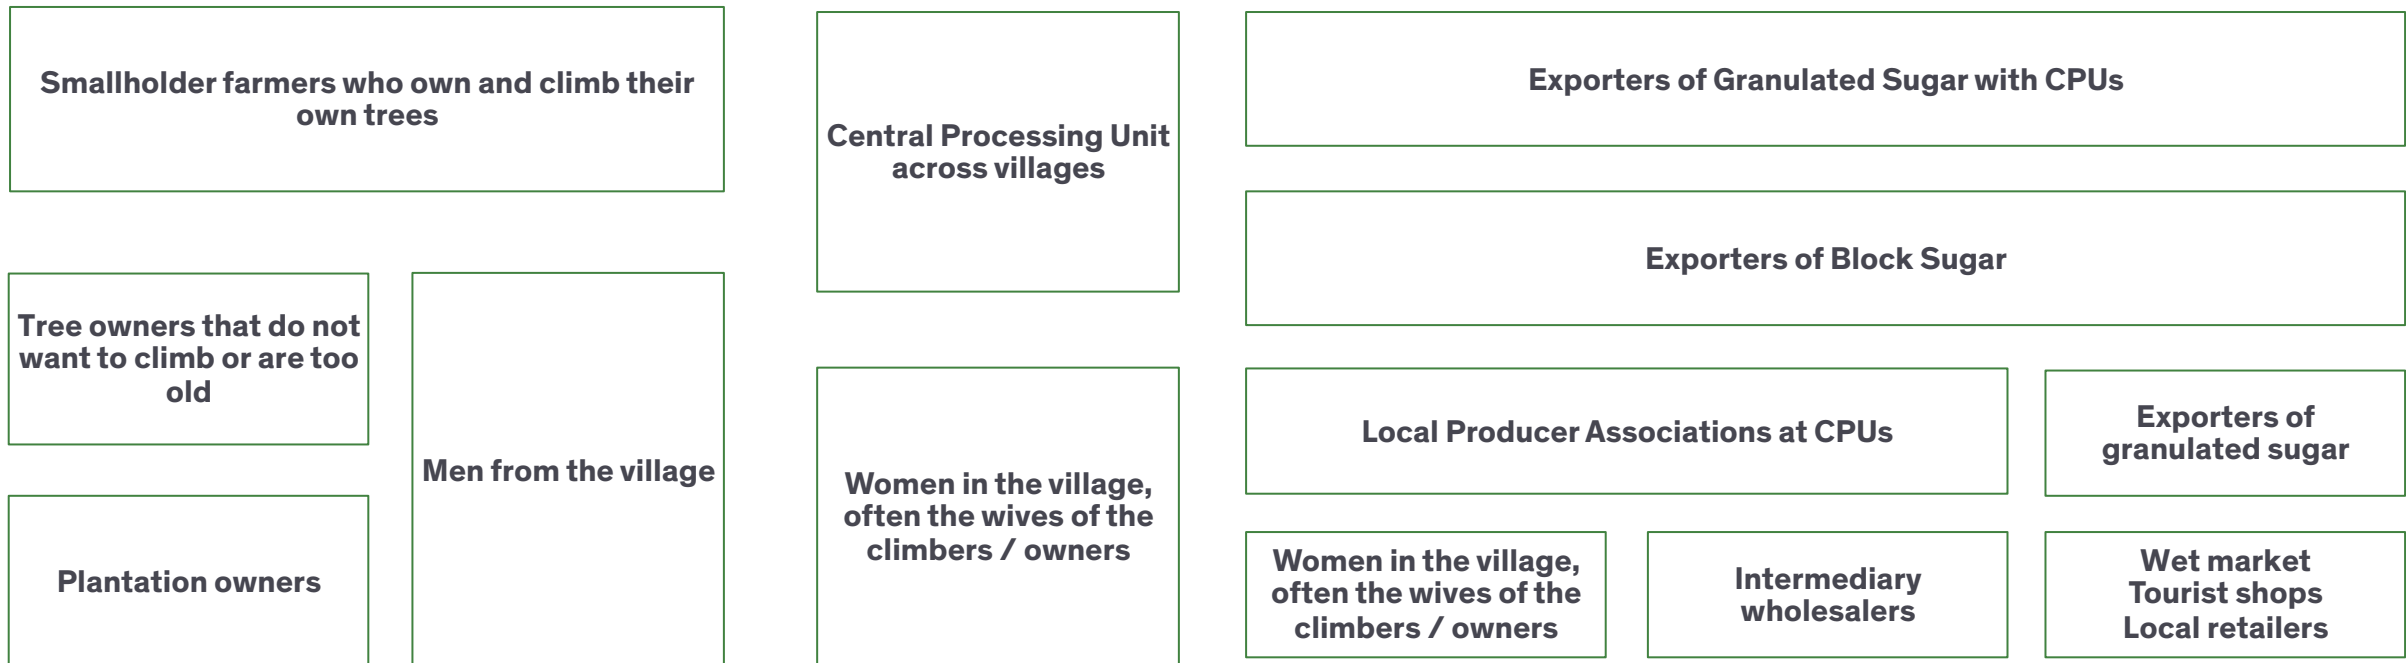 Smallholder farmers who own and climb their
own trees
Tree owners that do not
want to climb or are too
old
Plantation owners
Men from the village
Central Processing Unit
across villages
Women in the village,
often the wives of the
climbers / owners
Exporters of Granulated Sugar with CPUs
Exporters of Block Sugar
Local Producer Associations at CPUs
Exporters of
granulated sugar
Women in the village,
often the wives of the
climbers / owners
Intermediary
wholesalers
Wet market
Tourist shops
Local retailers